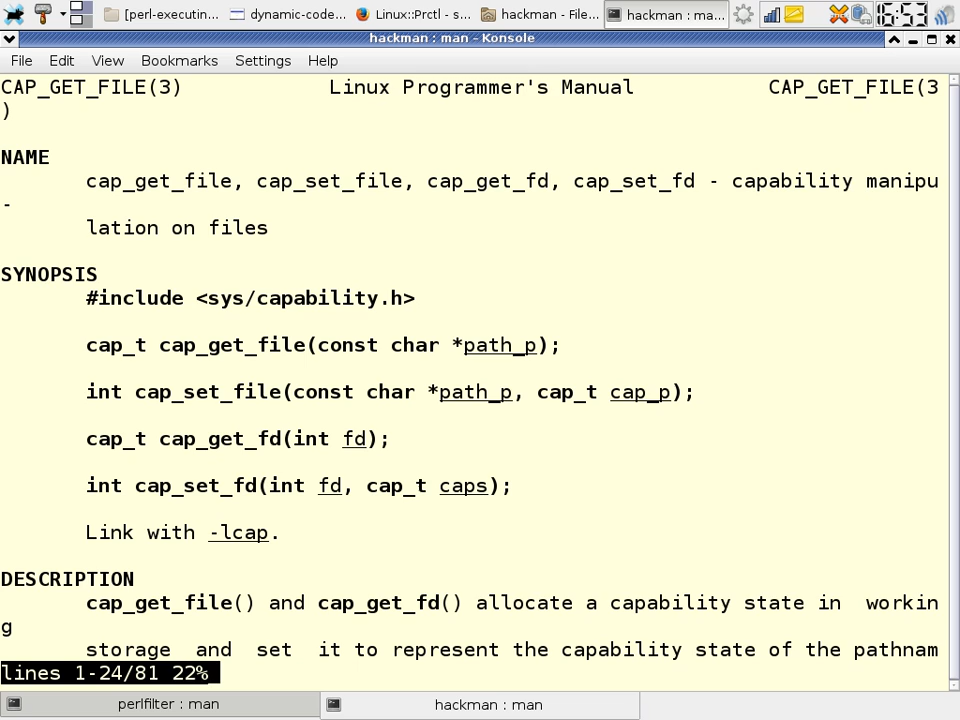 [perl-executin...
dynamic-code...
Linux::Prctl - s...
hackman - File...
hackman : ma...
16:53
hackman : man - Konsole
File Edit View Bookmarks Settings Help
CAP_GET_FILE(3) Linux Programmer's Manual CAP_GET_FILE(3
)
NAME
cap_get_file, cap_set_file, cap_get_fd, cap_set_fd - capability manipu
-
lation on files
SYNOPSIS
#include <sys/capability.h>
cap_t cap_get_file(const char *path_p);
int cap_set_file(const char *path_p, cap_t cap_p);
cap_t cap_get_fd(int fd);
int cap_set_fd(int fd, cap_t caps);
Link with -lcap.
DESCRIPTION
cap_get_file() and cap_get_fd() allocate a capability state in workin
g
storage and set it to represent the capability state of the pathnam
lines 1-24/81 22%
perlfilter : man
hackman : man